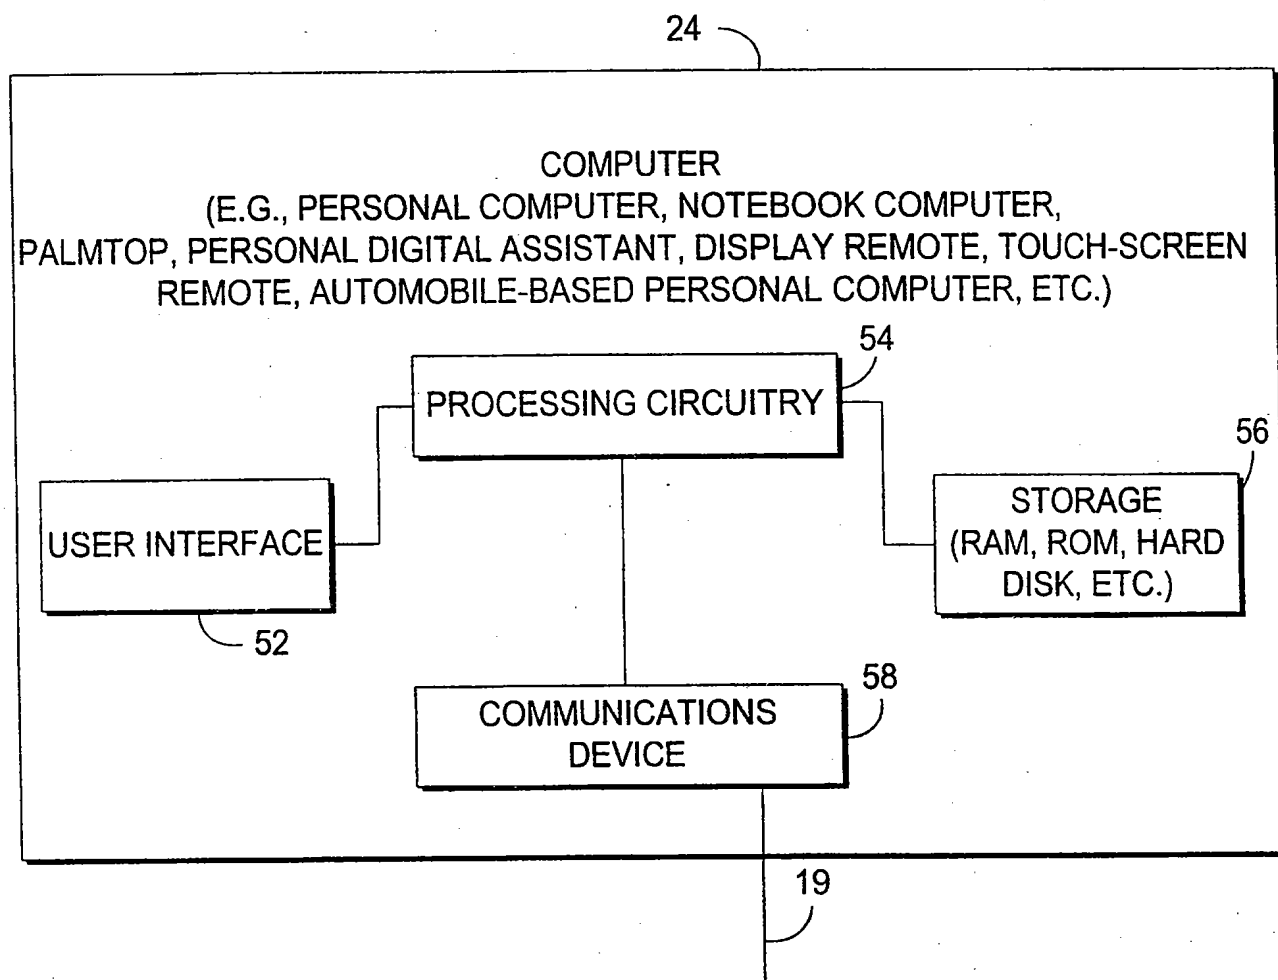 24
COMPUTER
(E.G., PERSONAL COMPUTER, NOTEBOOK COMPUTER,
PALMTOP, PERSONAL DIGITAL ASSISTANT, DISPLAY REMOTE, TOUCH-SCREEN
REMOTE, AUTOMOBILE-BASED PERSONAL COMPUTER, ETC.)
54
PROCESSING CIRCUITRY
56
USER INTERFACE
STORAGE
(RAM, ROM, HARD
DISK, ETC.)
52
58
COMMUNICATIONS
DEVICE
19